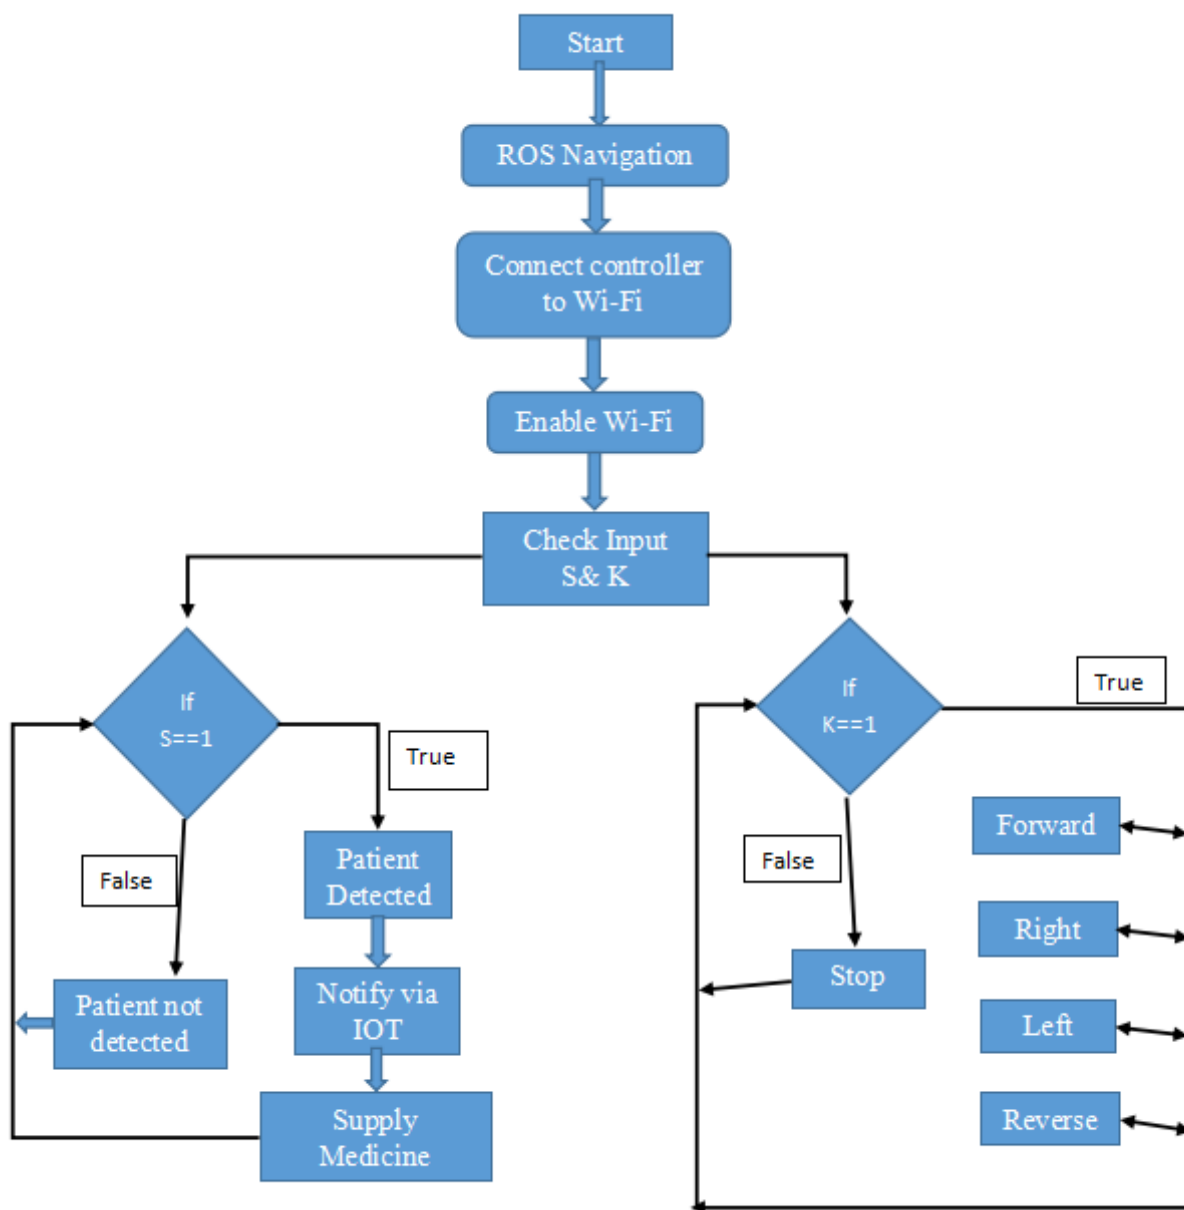 Start
ROS Navigation
Connect controller
to Wi-Fi
Enable Wi-Fi
Check Input
S& K
If
S==1
True
False
Patient
Detected
Patient not
detected
Notify via
IOT
Supply
Medicine
If
K==1
True
False
Stop
Forward
Right
Left
Reverse